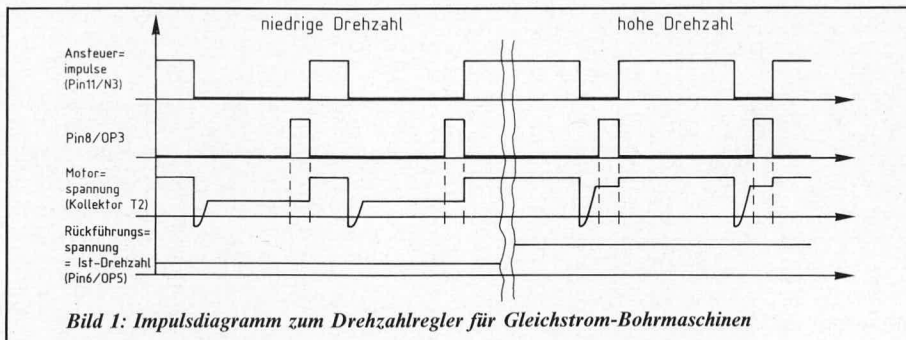 niedrige Drehzahl
hohe Drehzahl
Ansteuer=
impulse
(Pin11/N3)
Pin8/OP3
Motor=
spannung
(Kollektor T2)
Rückführungs=
spannung
= Ist-Drehzahl
(Pin6/OP5)
Bild 1: Impulsdiagramm zum Drehzahlregler für Gleichstrom-Bohrmaschinen